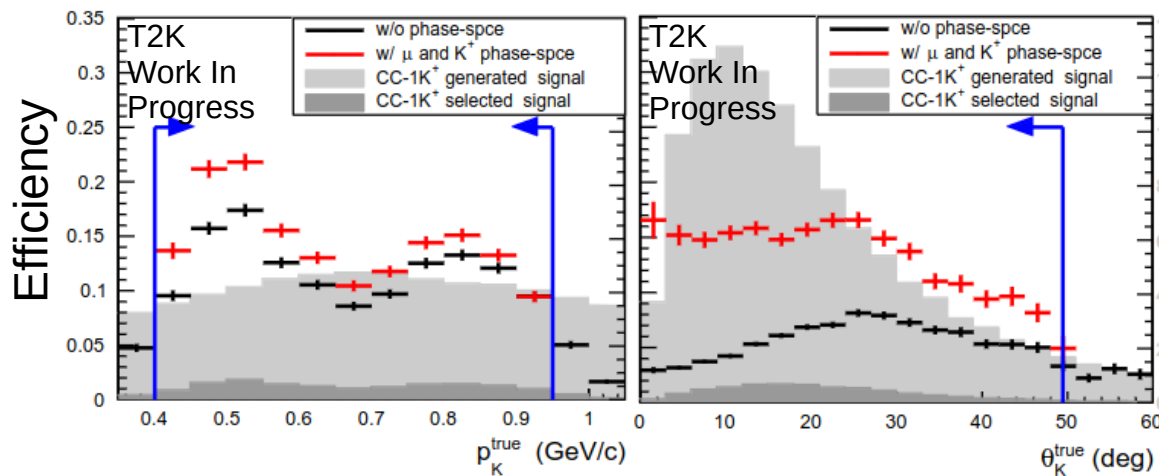 T2K
Work In
Progress
w/o phase-spce
w/ μ and K⁺ phase-spce
CC-1K⁺ generated signal
CC-1K⁺ selected signal
Efficiency
0.35
0.3
0.25
0.2
0.15
0.1
0.05
0
0.4 0.5 0.6 0.7 0.8 0.9 1
p_K^true (GeV/c)
T2K
Work In
Progress
w/o phase-spce
w/ μ and K⁺ phase-spce
CC-1K⁺ generated signal
CC-1K⁺ selected signal
0 10 20 30 40 50 60
θ_K^true (deg)